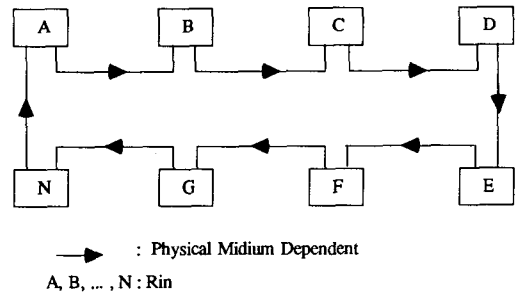 A B C D
N G F E
: Physical Midium Dependent
A, B, ... , N : Rin